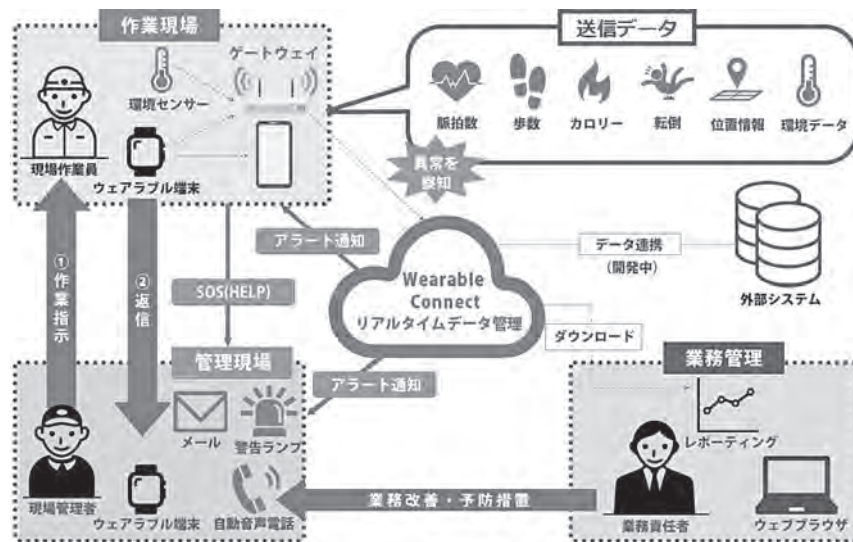 作業現場
環境センサー
ゲートウェイ
現場作業員
ウェアラブル端末
送信データ
脈拍数
歩数
カロリー
転倒
位置情報
環境データ
異常を
察知
アラート通知
Wearable
Connect
リアルタイムデータ管理
データ連携
(開発中)
外部システム
ダウンロード
①作業指示
②返信
SOS(HELP)
管理現場
アラート通知
メール
警告ランプ
現場管理者
ウェアラブル端末
自動音声電話
業務改善・予防措置
業務管理
レポーティング
業務責任者
ウェブブラウザ